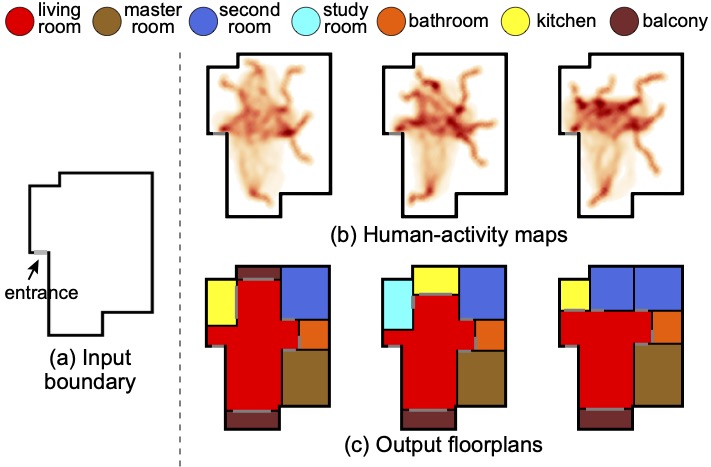 living room
master room
second room
study room
bathroom
kitchen
balcony
entrance
(a) Input
boundary
(b) Human-activity maps
(c) Output floorplans